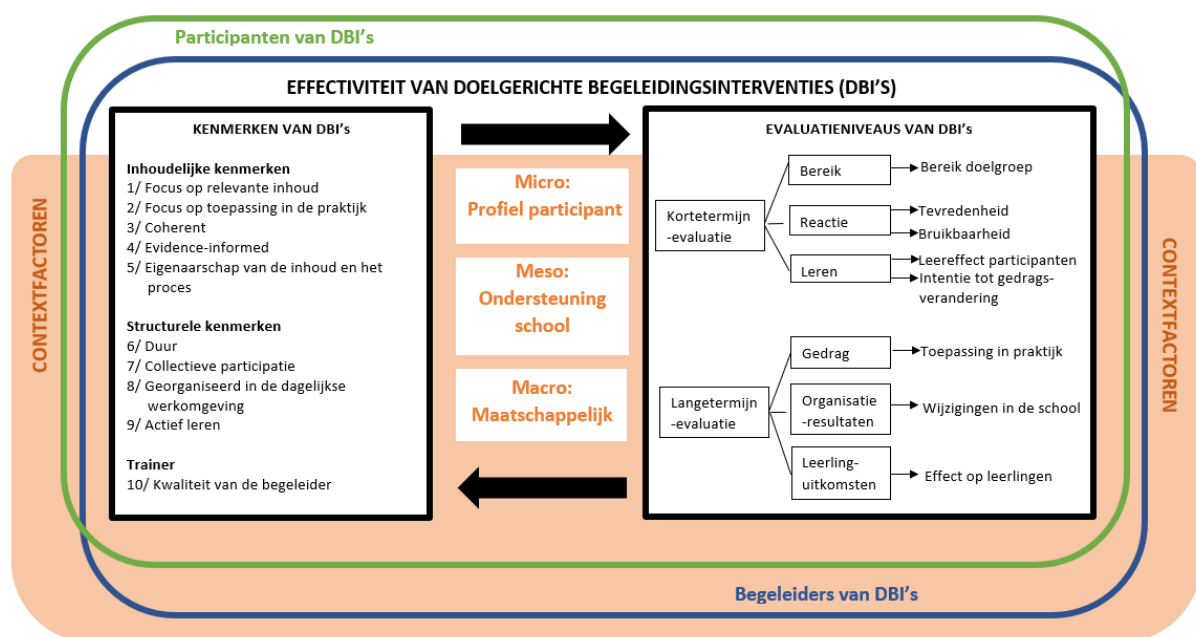 Participanten van DBI's
EFFECTIVITEIT VAN DOELGERICHTE BEGELEIDINGSINTERVENTIES (DBI'S)
CONTEXTFACTOREN
KENMERKEN VAN DBI's
Inhoudelijke kenmerken
1/ Focus op relevante inhoud
2/ Focus op toepassing in de praktijk
3/ Coherent
4/ Evidence-informed
5/ Eigenaarschap van de inhoud en het
proces
Structurele kenmerken
6/ Duur
7/ Collectieve participatie
8/ Georganiseerd in de dagelijkse
werkomgeving
9/ Actief leren
Trainer
10/ Kwaliteit van de begeleider
Micro:
Profiel participant
Meso:
Ondersteuning
school
Macro:
Maatschappelijk
EVALUATIENIVEAUS VAN DBI's
Kortetermijn
-evaluatie
Bereik
Bereik doelgroep
Reactie
Tevredenheid
Bruikbaarheid
Leren
Leereffect participanten
Intentie tot gedrags-
verandering
Langetermijn
-evaluatie
Gedrag
Toepassing in praktijk
Organisatie
-resultaten
Wijzigingen in de school
Leerling-
uitkomsten
Effect op leerlingen
CONTEXTFACTOREN
Begeleiders van DBI's